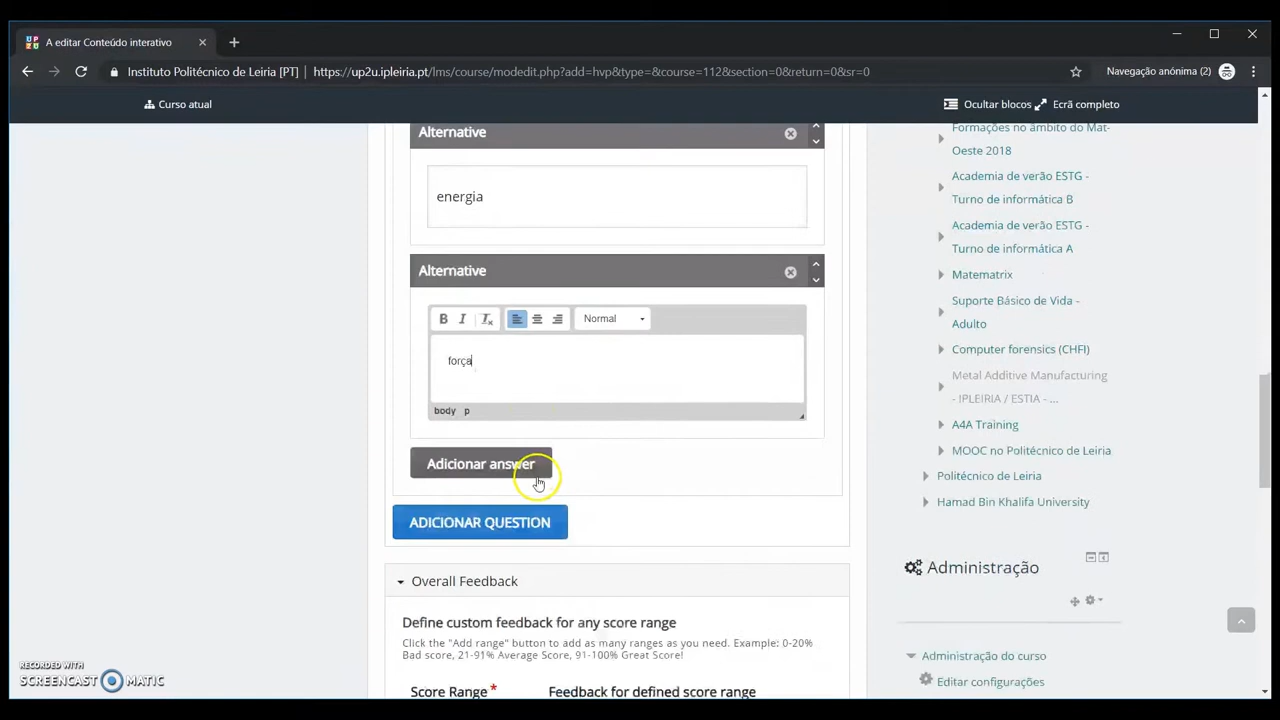 A editar Conteúdo interativo
Instituto Politécnico de Leiria [PT] | https://up2u.ipleiria.pt/lms/course/modedit.php?add=hvp&type=&course=112&section=0&return=0&sr=0
Navegação anónima (2)
Curso atual
Ocultar blocos
Ecrã completo
Alternative
energia
Alternative
B I Tx
Normal
força
body p
Adicionar answer
ADICIONAR QUESTION
Overall Feedback
Define custom feedback for any score range
Click the "Add range" button to add as many ranges as you need. Example: 0-20%
Bad score, 21-91% Average Score, 91-100% Great Score!
Score Range *
Feedback for defined score range
Formações no âmbito do Mat-
Oeste 2018
Academia de verão ESTG -
Turno de informática B
Academia de verão ESTG -
Turno de informática A
Matematrix
Suporte Básico de Vida -
Adulto
Computer forensics (CHFI)
Metal Additive Manufacturing
- IPLEIRIA / ESTIA - ...
A4A Training
MOOC no Politécnico de Leiria
Politécnico de Leiria
Hamad Bin Khalifa University
Administração
Administração do curso
Editar configurações
RECORDED WITH
SCREENCAST MATIC